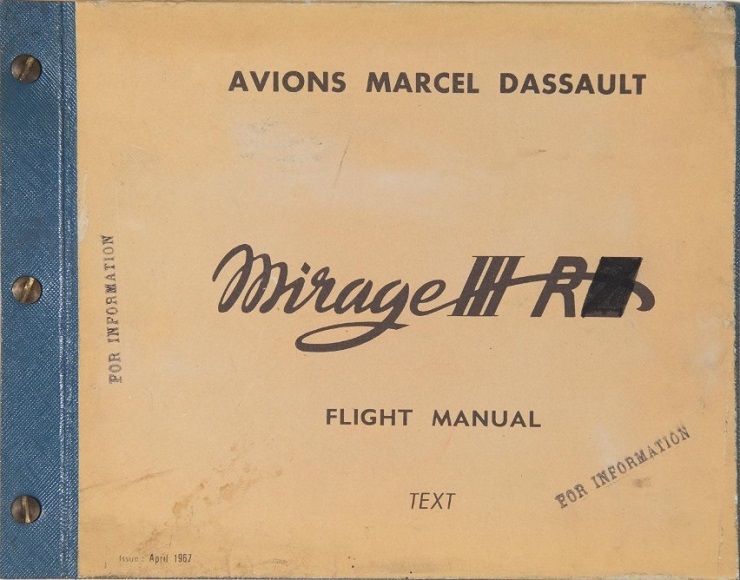 AVIONS MARCEL DASSAULT
Mirage III R
FLIGHT MANUAL
TEXT
FOR INFORMATION
FOR INFORMATION
Issue : April 1967